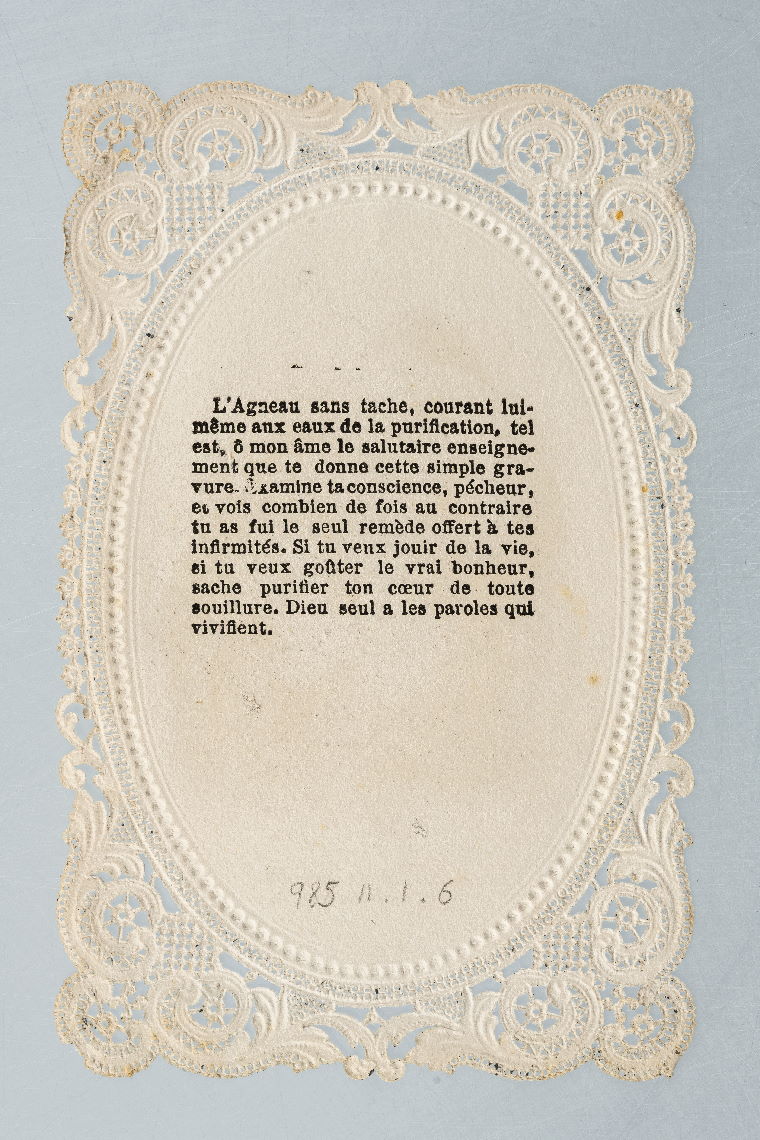 L'Agneau sans tache, courant lui-
même aux eaux de la purification, tel
est, ô mon âme le salutaire enseigne-
ment que te donne cette simple gra-
vure. Examine ta conscience, pécheur,
et vois combien de fois au contraire
tu as fui le seul remède offert à tes
infirmités. Si tu veux jouir de la vie,
si tu veux goûter le vrai bonheur,
sache purifier ton cœur de toute
souillure. Dieu seul a les paroles qui
vivifient.
985 11.1.6